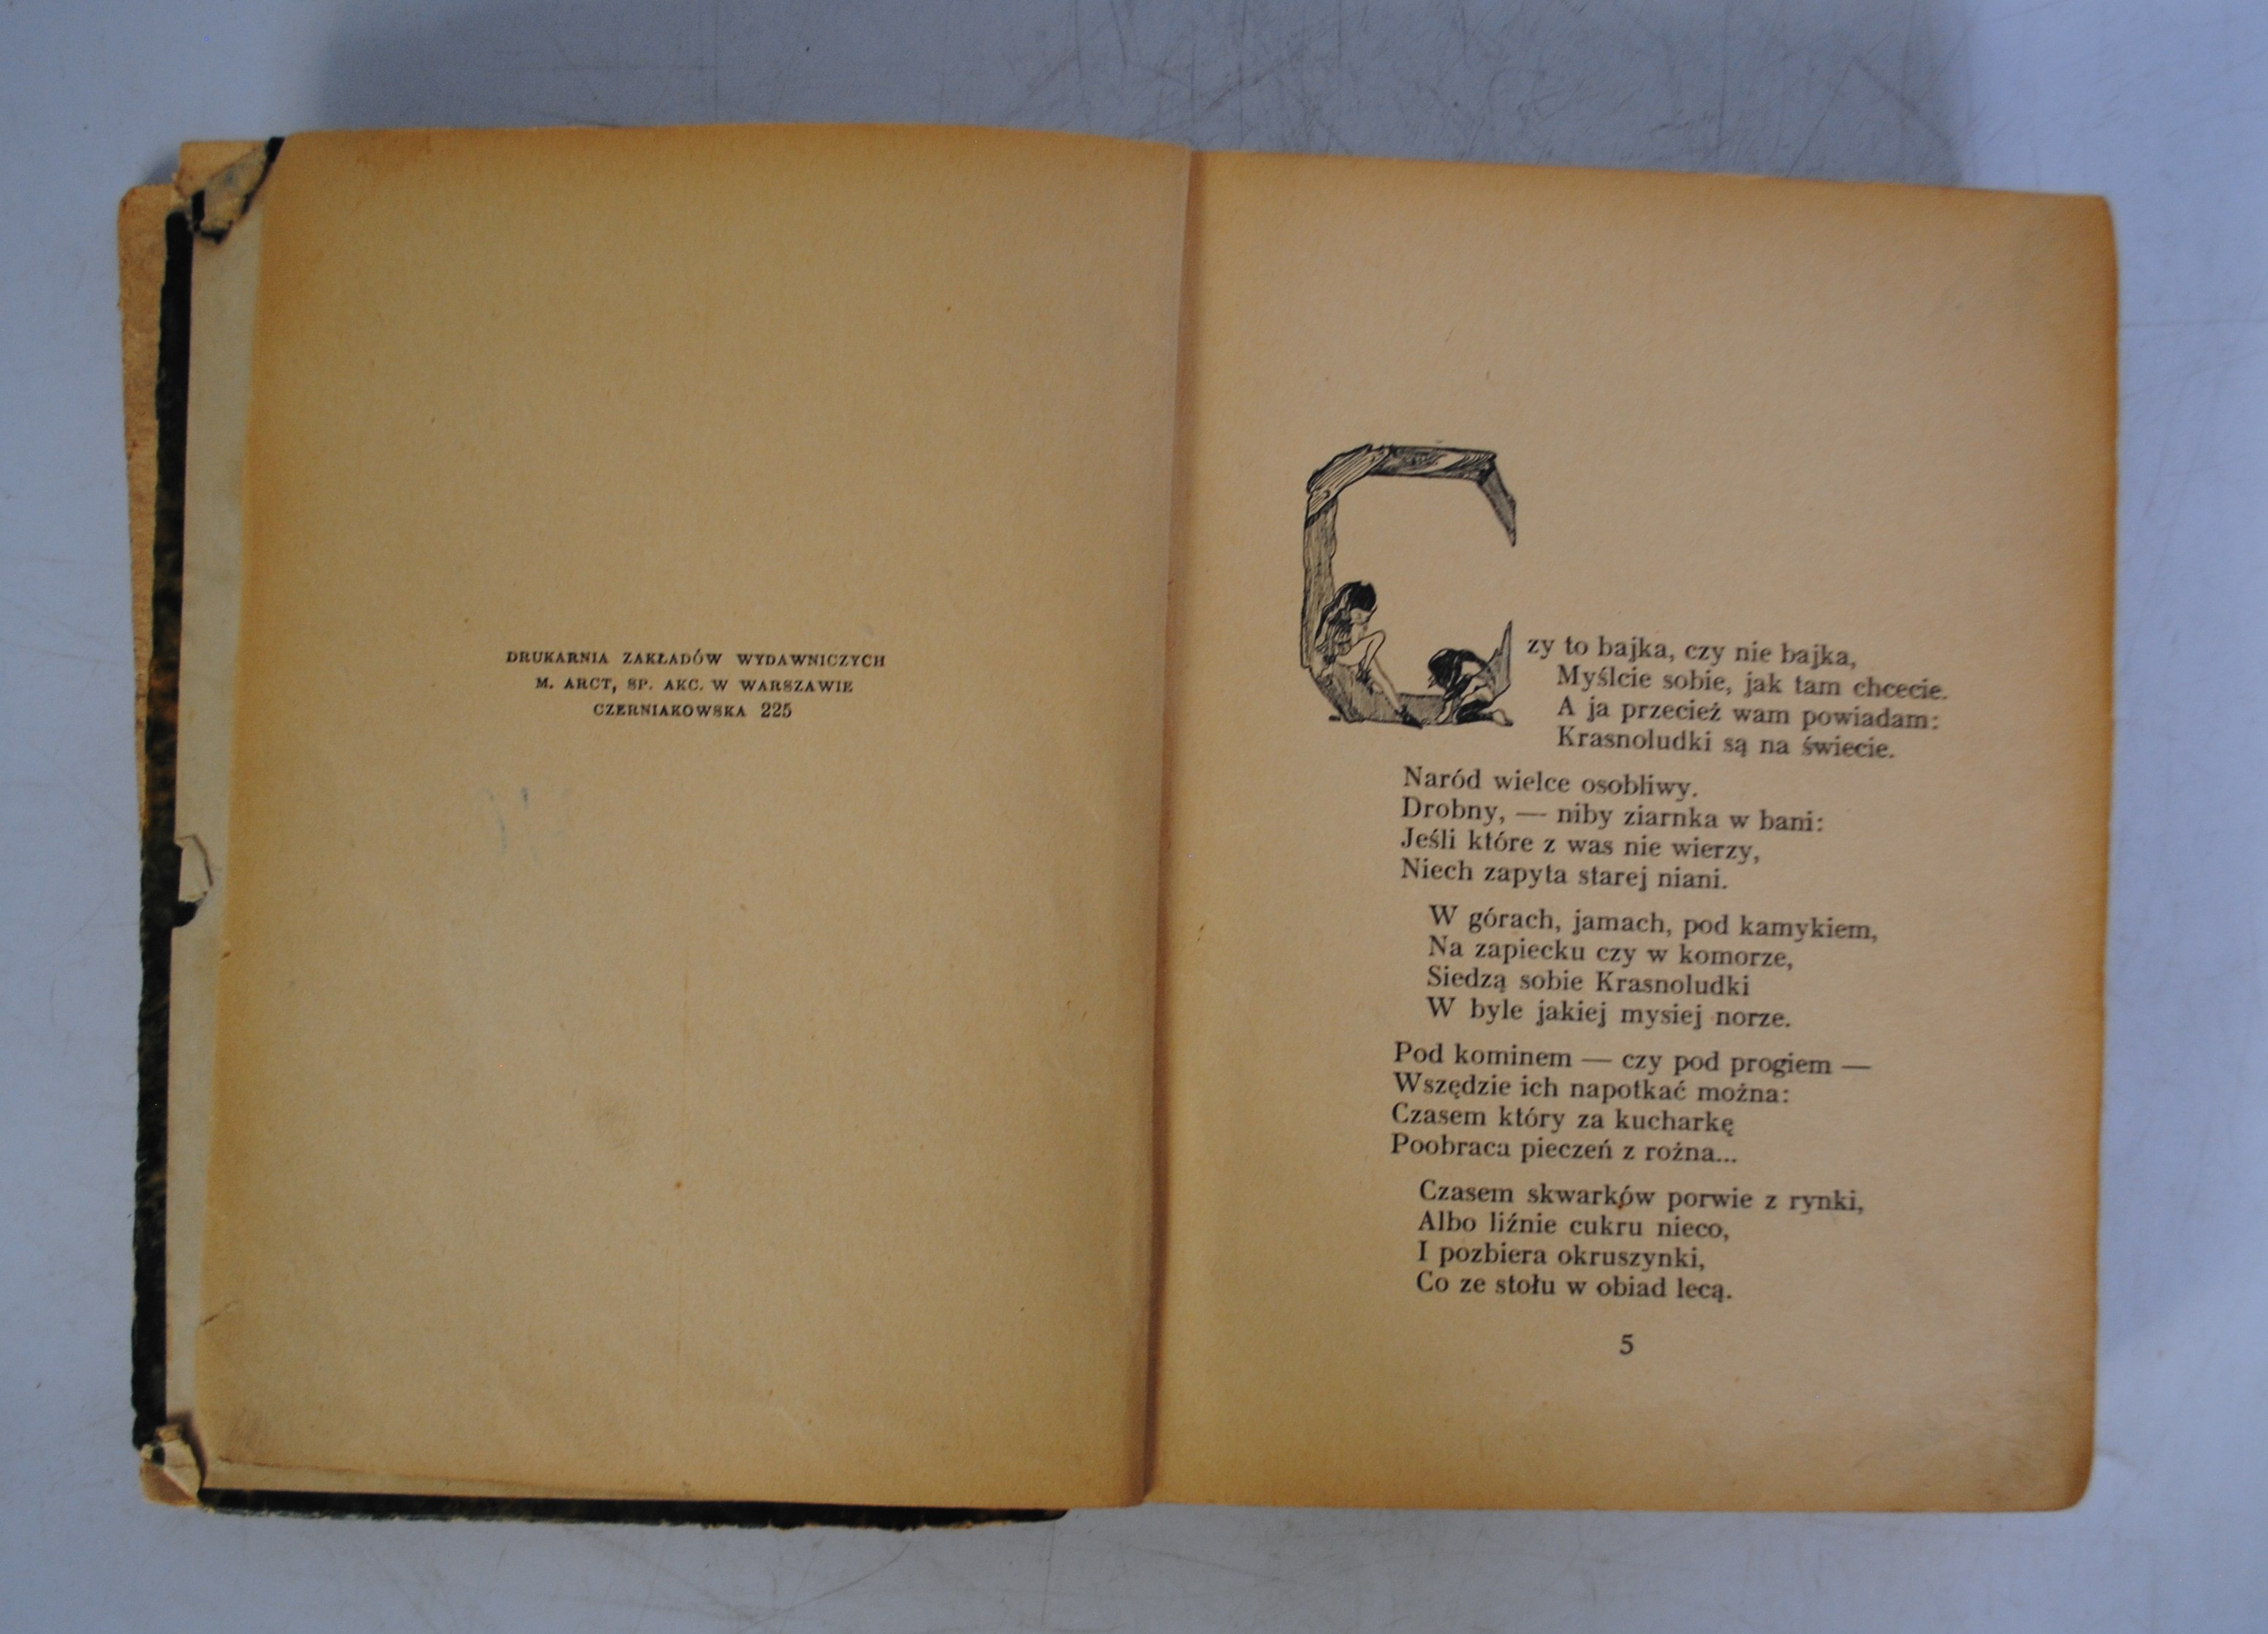 DRUKARNIA ZAKŁADÓW WYDAWNICZYCH
M. ARCT, SP. AKC. W WARSZAWIE
CZERNIAKOWSKA 225
Czy to bajka, czy nie bajka,
Myślcie sobie, jak tam chcecie.
A ja przecież wam powiadam:
Krasnoludki są na świecie.
Naród wielce osobliwy.
Drobny, — niby ziarnka w bani:
Jeśli które z was nie wierzy,
Niech zapyta starej niani.
W górach, jamach, pod kamykiem,
Na zapiecku czy w komorze,
Siedzą sobie Krasnoludki
W byle jakiej mysiej norze.
Pod kominem — czy pod progiem —
Wszędzie ich napotkać można:
Czasem który za kucharkę
Poobraca pieczeń z rożna...
Czasem skwarków porwie z rynki,
Albo liźnie cukru nieco,
I pozbiera okruszynki,
Co ze stołu w obiad lecą.
5